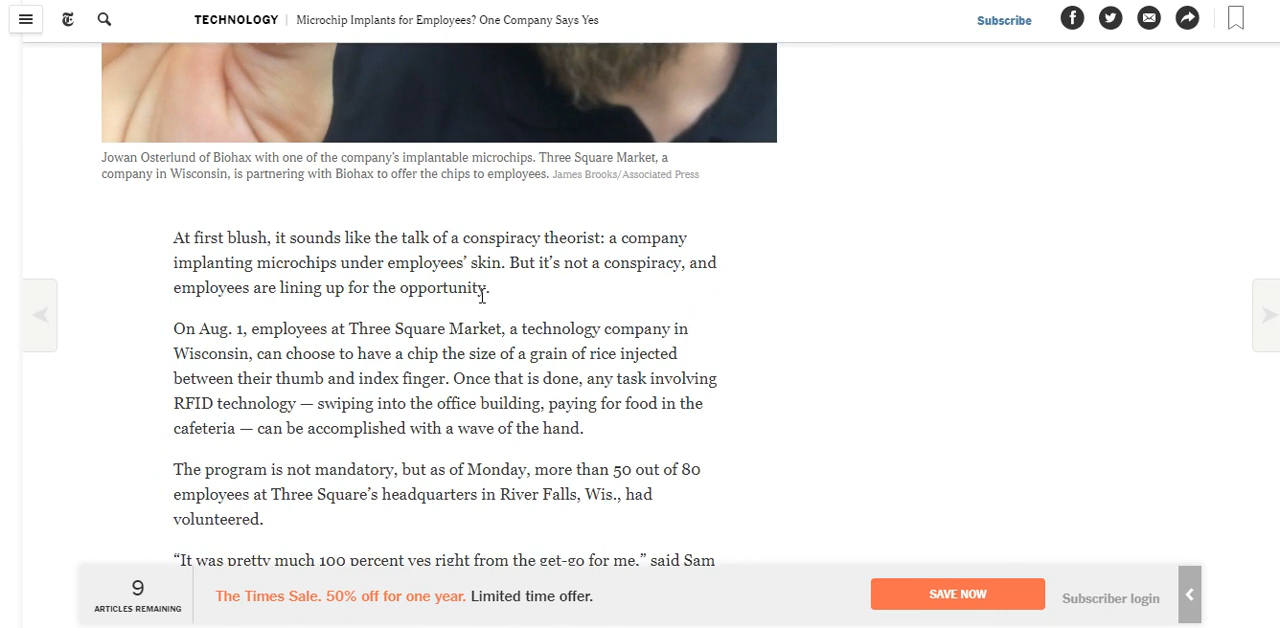 TECHNOLOGY | Microchip Implants for Employees? One Company Says Yes
Subscribe
Jowan Osterlund of Biohax with one of the company's implantable microchips. Three Square Market, a
company in Wisconsin, is partnering with Biohax to offer the chips to employees. James Brooks/Associated Press
At first blush, it sounds like the talk of a conspiracy theorist: a company
implanting microchips under employees’ skin. But it’s not a conspiracy, and
employees are lining up for the opportunity.
On Aug. 1, employees at Three Square Market, a technology company in
Wisconsin, can choose to have a chip the size of a grain of rice injected
between their thumb and index finger. Once that is done, any task involving
RFID technology — swiping into the office building, paying for food in the
cafeteria — can be accomplished with a wave of the hand.
The program is not mandatory, but as of Monday, more than 50 out of 80
employees at Three Square’s headquarters in River Falls, Wis., had
volunteered.
“It was pretty much 100 percent yes right from the get-go for me,” said Sam
9
ARTICLES REMAINING
The Times Sale. 50% off for one year. Limited time offer.
SAVE NOW
Subscriber login